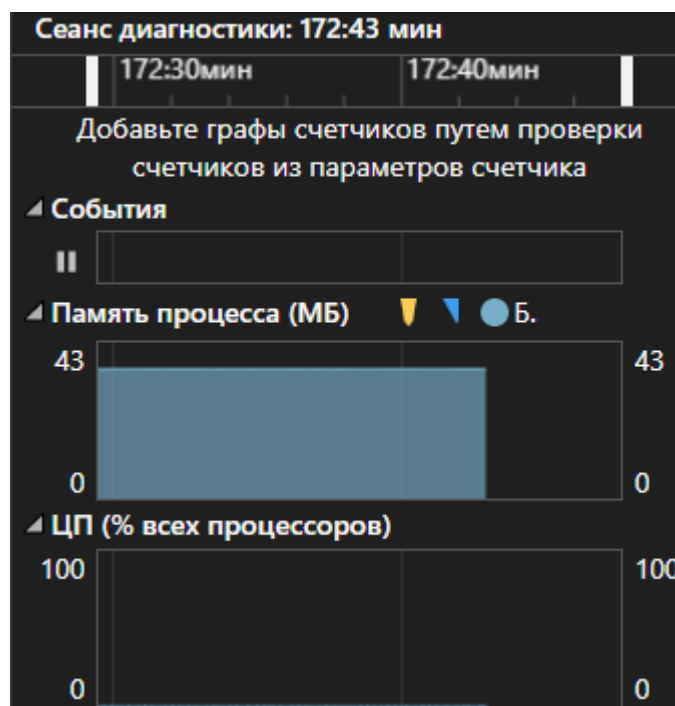 Сеанс диагностики: 172:43 мин
172:30мин 172:40мин
Добавьте графы счетчиков путем проверки
счетчиков из параметров счетчика
События
Память процесса (МБ) Б.
43 43
0 0
ЦП (% всех процессоров)
100 100
0 0